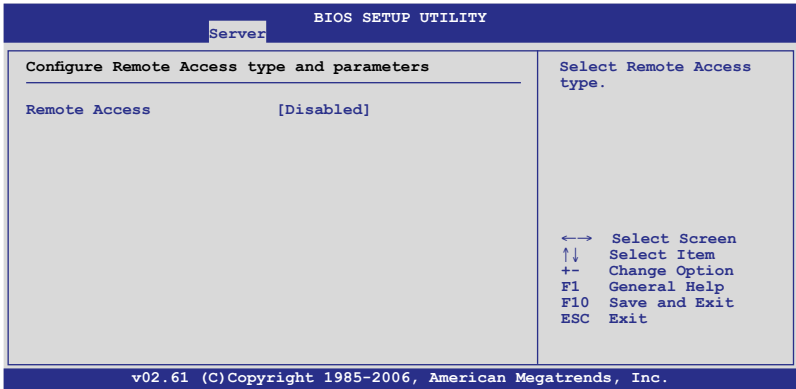 BIOS SETUP UTILITY
Server
Configure Remote Access type and parameters
Remote Access [Disabled]
Select Remote Access
type.
←→ Select Screen
↑↓ Select Item
+- Change Option
F1 General Help
F10 Save and Exit
ESC Exit
v02.61 (C)Copyright 1985-2006, American Megatrends, Inc.